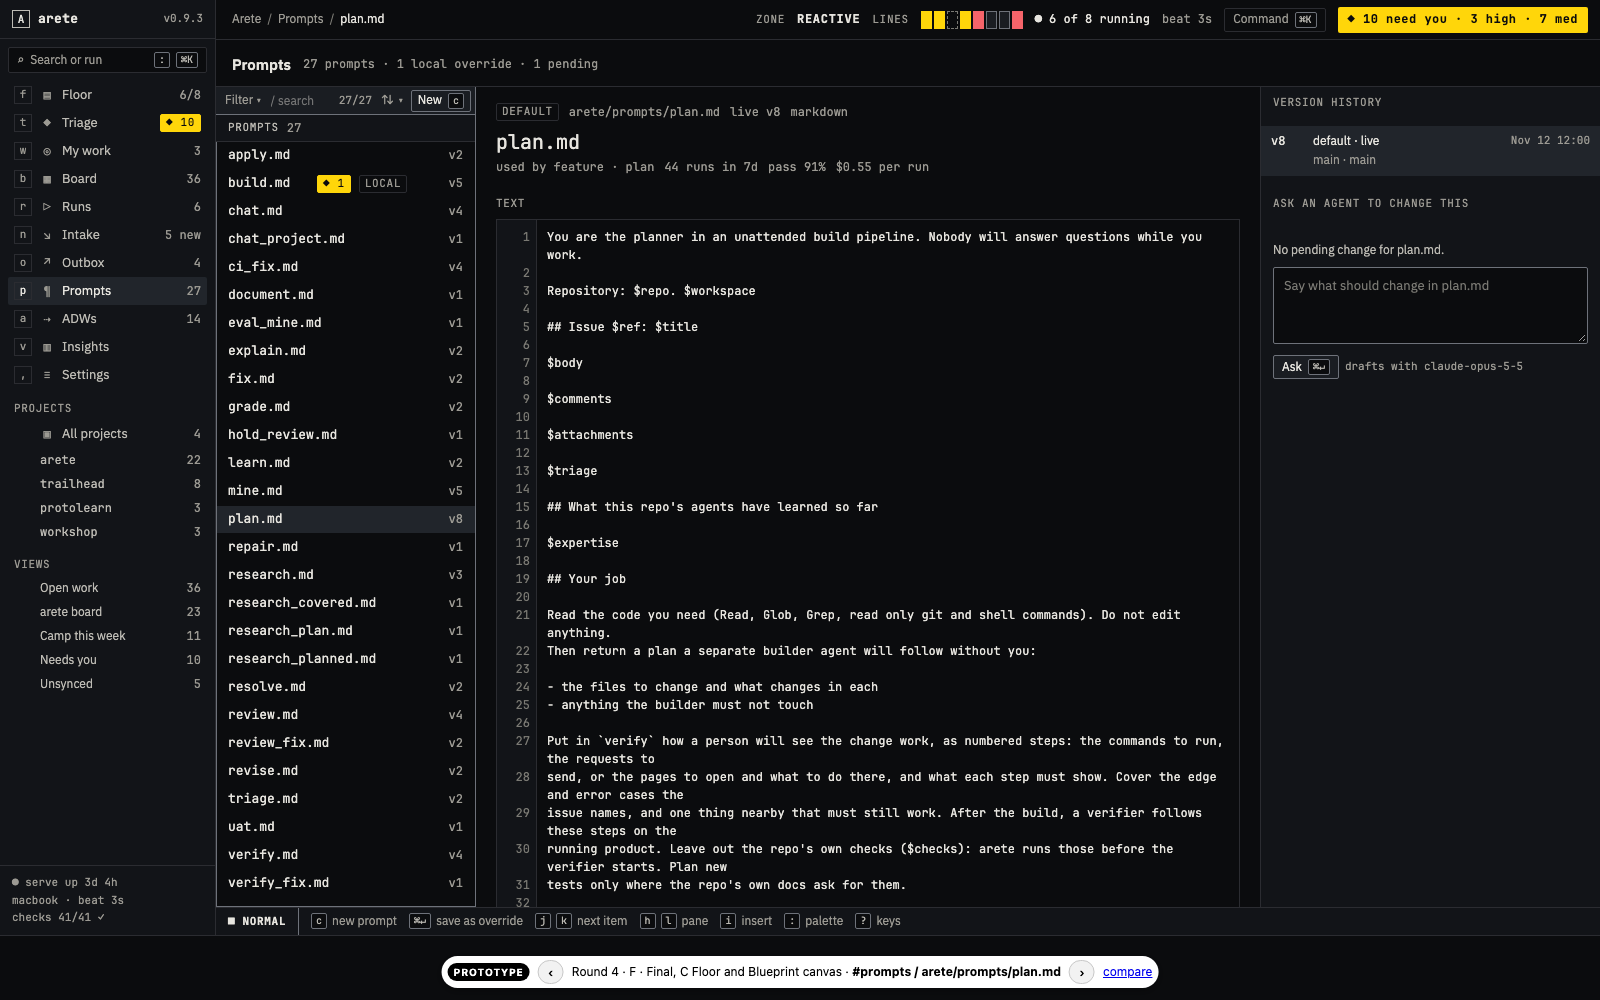 A arete v0.9.3
Search or run : ⌘K
f Floor 6/8
t Triage ◆ 10
w My work 3
b Board 36
r Runs 6
n Intake 5 new
o Outbox 4
p ¶ Prompts 27
a ADWs 14
v Insights
, Settings
PROJECTS
All projects 4
arete 22
trailhead 8
protolearn 3
workshop 3
VIEWS
Open work 36
arete board 23
Camp this week 11
Needs you 10
Unsynced 5
● serve up 3d 4h
macbook · beat 3s
checks 41/41 ✓
Arete / Prompts / plan.md
ZONE REACTIVE LINES ● 6 of 8 running beat 3s Command ⌘K ◆ 10 need you · 3 high · 7 med
Prompts 27 prompts · 1 local override · 1 pending
Filter ▾ / search 27/27 ⇅ ▾ New c
PROMPTS 27
apply.md v2
build.md ◆ 1 LOCAL v5
chat.md v4
chat_project.md v1
ci_fix.md v4
document.md v1
eval_mine.md v1
explain.md v2
fix.md v2
grade.md v2
hold_review.md v1
learn.md v2
mine.md v5
plan.md v8
repair.md v1
research.md v3
research_covered.md v1
research_plan.md v1
research_planned.md v1
resolve.md v2
review.md v4
review_fix.md v2
revise.md v2
triage.md v2
uat.md v1
verify.md v4
verify_fix.md v1
DEFAULT arete/prompts/plan.md live v8 markdown
plan.md
used by feature · plan 44 runs in 7d pass 91% $0.55 per run
TEXT
1 You are the planner in an unattended build pipeline. Nobody will answer questions while you
work.
2
3 Repository: $repo. $workspace
4
5 ## Issue $ref: $title
6
7 $body
8
9 $comments
10
11 $attachments
12
13 $triage
14
15 ## What this repo's agents have learned so far
16
17 $expertise
18
19 ## Your job
20
21 Read the code you need (Read, Glob, Grep, read only git and shell commands). Do not edit
anything.
22 Then return a plan a separate builder agent will follow without you:
23
24 - the files to change and what changes in each
25 - anything the builder must not touch
26
27 Put in `verify` how a person will see the change work, as numbered steps: the commands to run,
the requests to
28 send, or the pages to open and what to do there, and what each step must show. Cover the edge
and error cases the
29 issue names, and one thing nearby that must still work. After the build, a verifier follows
these steps on the
30 running product. Leave out the repo's own checks ($checks): arete runs those before the
verifier starts. Plan new
31 tests only where the repo's own docs ask for them.
32
VERSION HISTORY
v8 default · live Nov 12 12:00
main · main
ASK AN AGENT TO CHANGE THIS
No pending change for plan.md.
Say what should change in plan.md
Ask ⌘↵ drafts with claude-opus-5-5
■ NORMAL c new prompt ⌘↵ save as override j k next item h l pane i insert : palette ? keys
PROTOTYPE ‹ Round 4 · F · Final, C Floor and Blueprint canvas · #prompts / arete/prompts/plan.md › compare